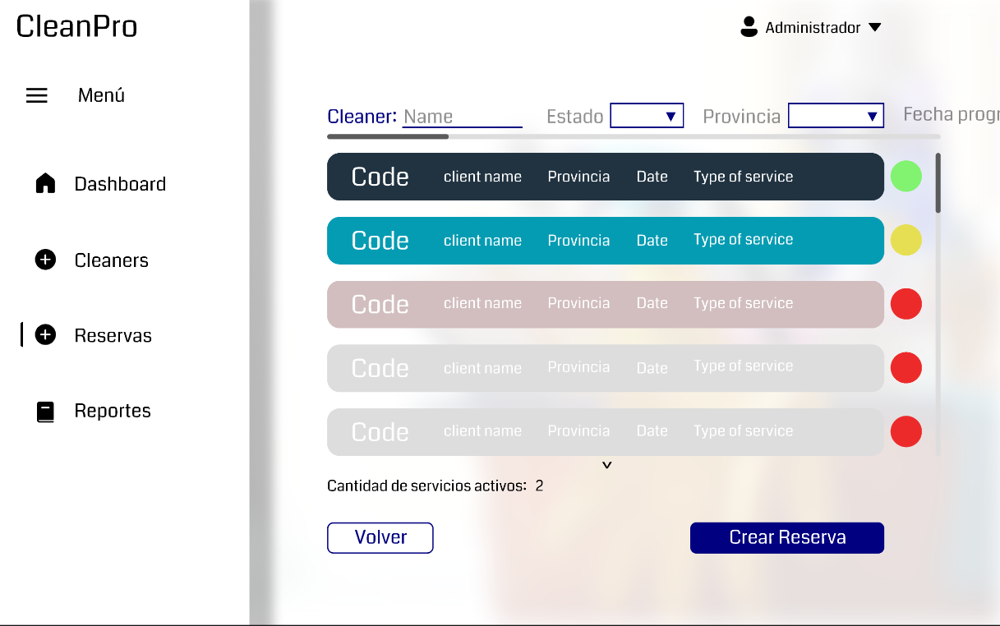 CleanPro
Administrador
Menú
Dashboard
Cleaners
Reservas
Reportes
Cleaner: Name Estado Provincia Fecha progr
Code client name Provincia Date Type of service
Code client name Provincia Date Type of service
Code client name Provincia Date Type of service
Code client name Provincia Date Type of service
Code client name Provincia Date Type of service
Cantidad de servicios activos: 2
Volver Crear Reserva